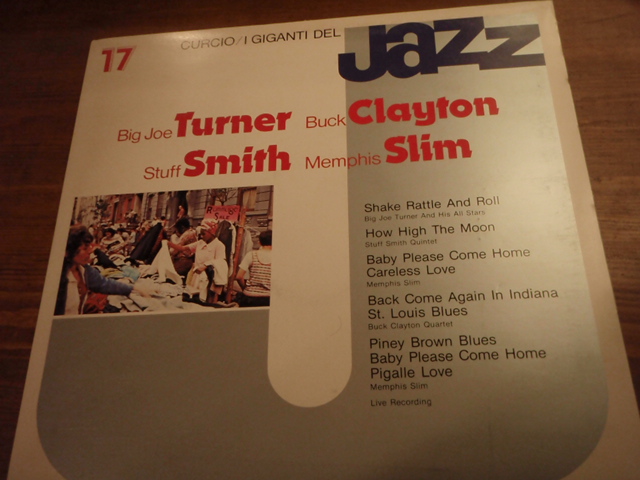 17
CURCIO/I GIGANTI DEL
Jazz
Big Joe Turner Buck Clayton
Stuff Smith Memphis Slim
Shake Rattle And Roll
Big Joe Turner And His All Stars
How High The Moon
Stuff Smith Quintet
Baby Please Come Home
Careless Love
Memphis Slim
Back Come Again In Indiana
St. Louis Blues
Buck Clayton Quartet
Piney Brown Blues
Baby Please Come Home
Pigalle Love
Memphis Slim
Live Recording